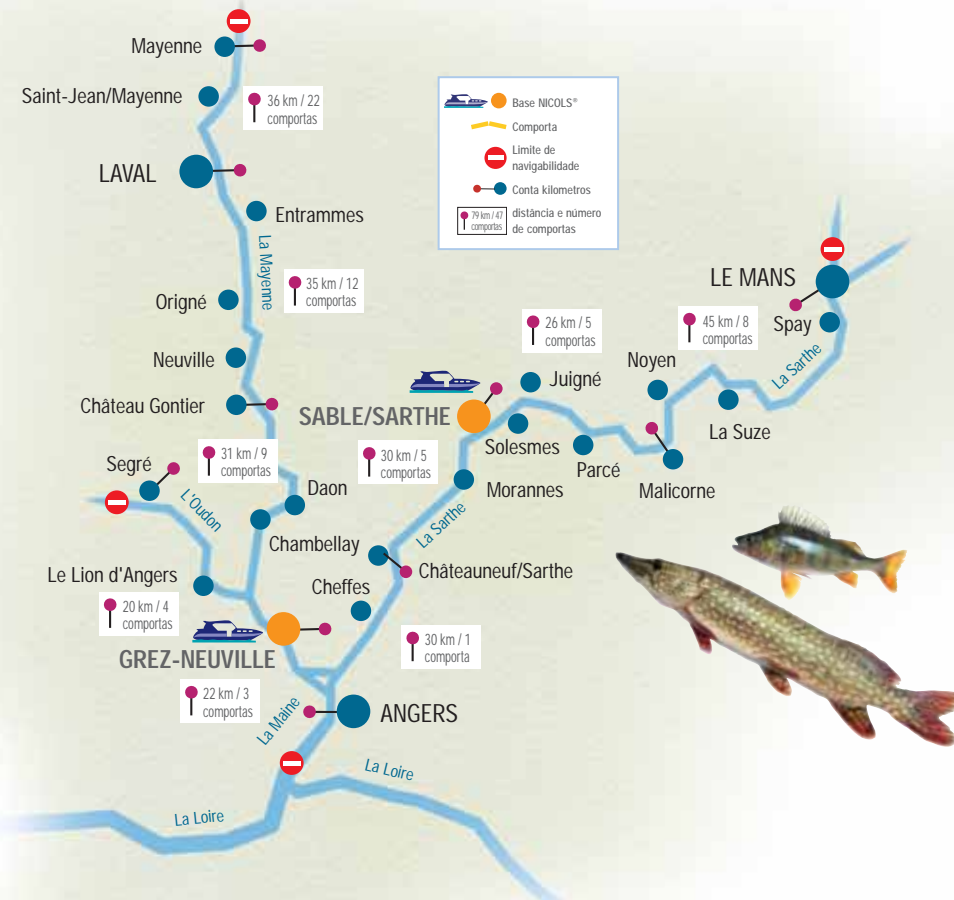 Mayenne
Saint-Jean/Mayenne
36 km / 22
comportas
LAVAL
Entrammes
La Mayenne
35 km / 12
comportas
Origné
Neuville
Château Gontier
31 km / 9
comportas
Segré
L'Oudon
Daon
Chambellay
Le Lion d'Angers
20 km / 4
comportas
GREZ-NEUVILLE
22 km / 3
comportas
La Maine
ANGERS
La Loire
La Loire
Base NICOLS®
Comporta
Limite de
navigabilidade
Conta kilometros
79 km / 47
comportas
distância e número
de comportas
LE MANS
Spay
La Sarthe
45 km / 8
comportas
26 km / 5
comportas
Noyen
Juigné
SABLE/SARTHE
Solesmes
La Suze
Parcé
Malicorne
30 km / 5
comportas
Morannes
La Sarthe
Châteauneuf/Sarthe
Cheffes
30 km / 1
comporta